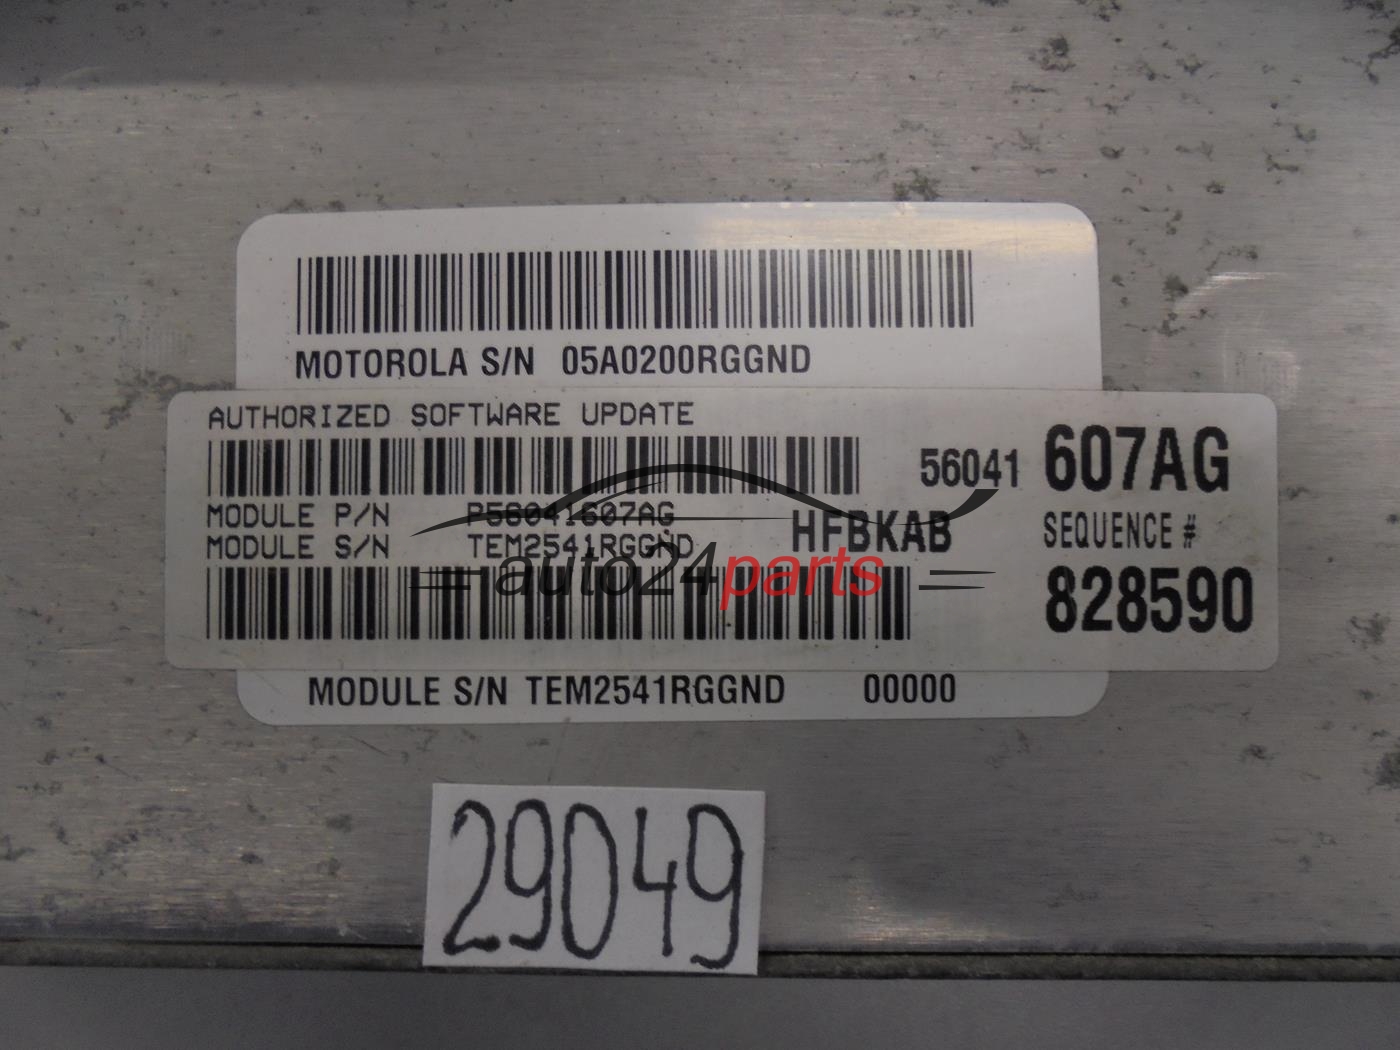 MOTOROLA S/N 05A0200RGGND
AUTHORIZED SOFTWARE UPDATE
56041 607AG
MODULE P/N P56041607AG
MODULE S/N TEM2541RGGND
HFBKAB
SEQUENCE #
828590
auto24parts
MODULE S/N TEM2541RGGND 00000
29049